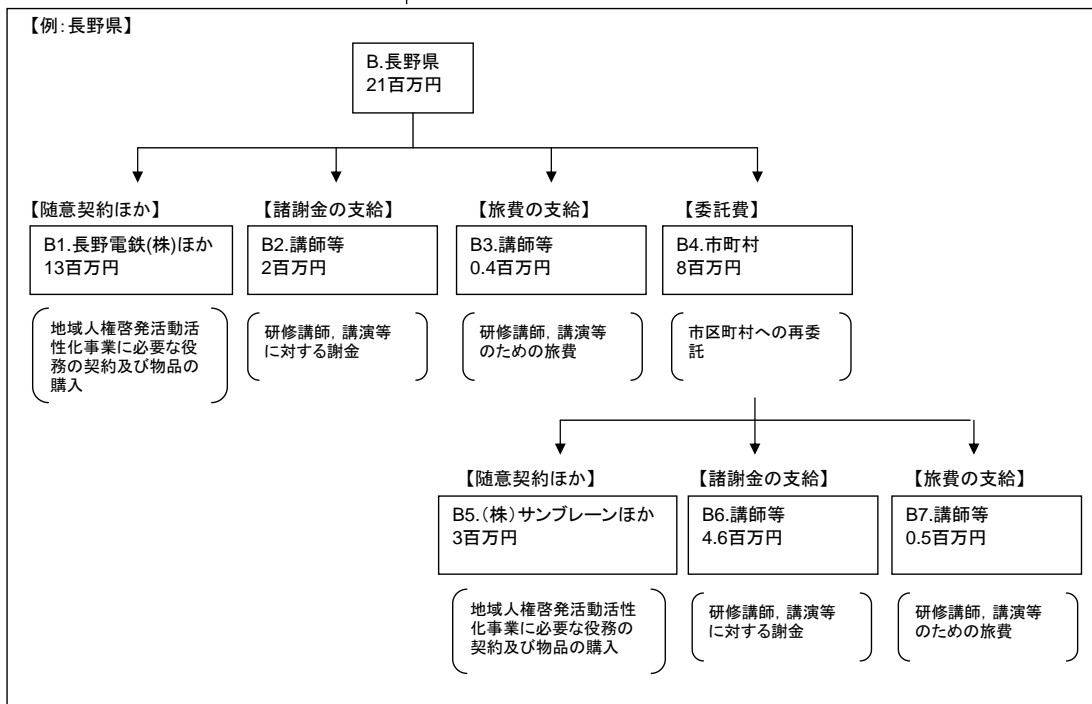 【例：長野県】
B.長野県
21百万円
【随意契約ほか】
【諸謝金の支給】
【旅費の支給】
【委託費】
B1.長野電鉄(株)ほか
13百万円
B2.講師等
2百万円
B3.講師等
0.4百万円
B4.市町村
8百万円
地域人権啓発活動活
性化事業に必要な役
務の契約及び物品の
購入
研修講師，講演等
に対する謝金
研修講師，講演等
のための旅費
市区町村への再委
託
【随意契約ほか】
【諸謝金の支給】
【旅費の支給】
B5.（株）サンブレーンほか
3百万円
B6.講師等
4.6百万円
B7.講師等
0.5百万円
地域人権啓発活動活性
化事業に必要な役務の
契約及び物品の購入
研修講師，講演等
に対する謝金
研修講師，講演等
のための旅費